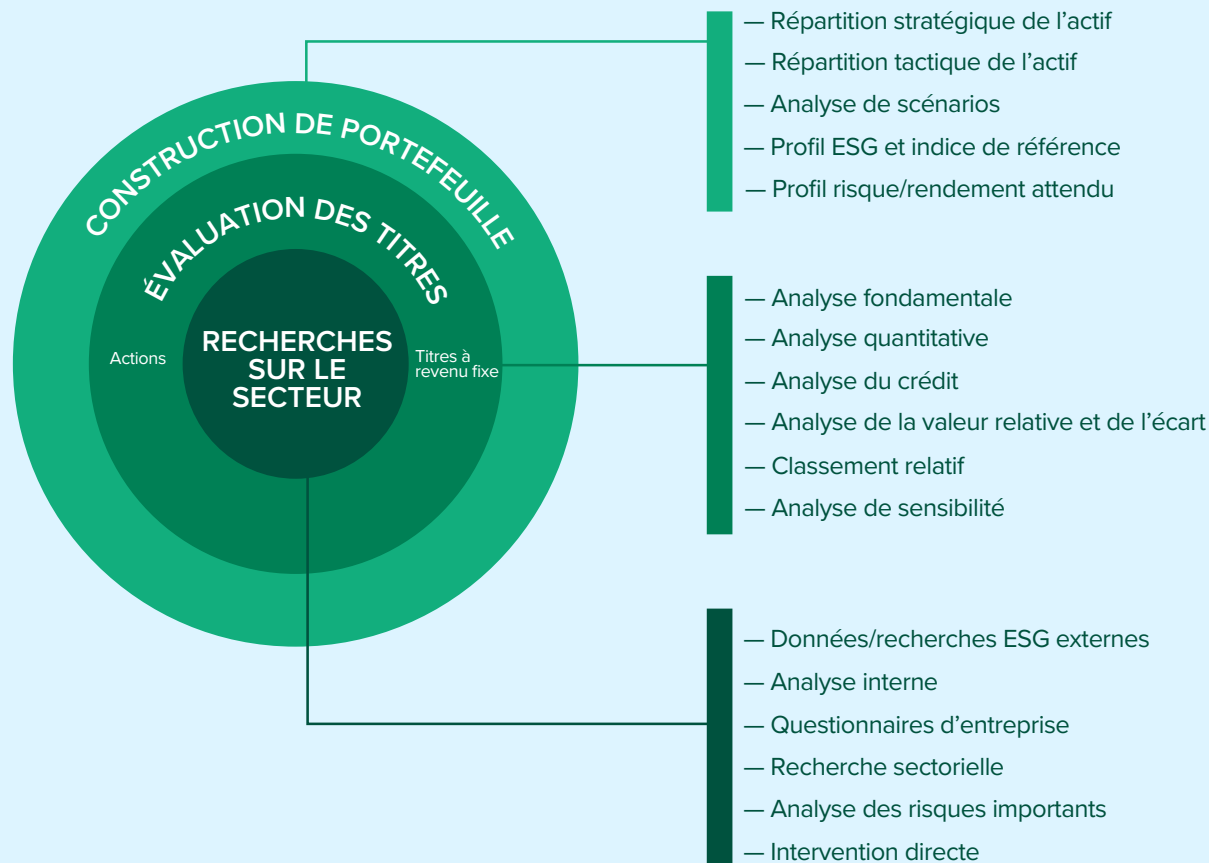 CONSTRUCTION DE PORTEFEUILLE
ÉVALUATION DES TITRES
Actions
RECHERCHES
SUR LE
SECTEUR
Titres à
revenu fixe
— Répartition stratégique de l’actif
— Répartition tactique de l’actif
— Analyse de scénarios
— Profil ESG et indice de référence
— Profil risque/rendement attendu
— Analyse fondamentale
— Analyse quantitative
— Analyse du crédit
— Analyse de la valeur relative et de l’écart
— Classement relatif
— Analyse de sensibilité
— Données/recherches ESG externes
— Analyse interne
— Questionnaires d’entreprise
— Recherche sectorielle
— Analyse des risques importants
— Intervention directe